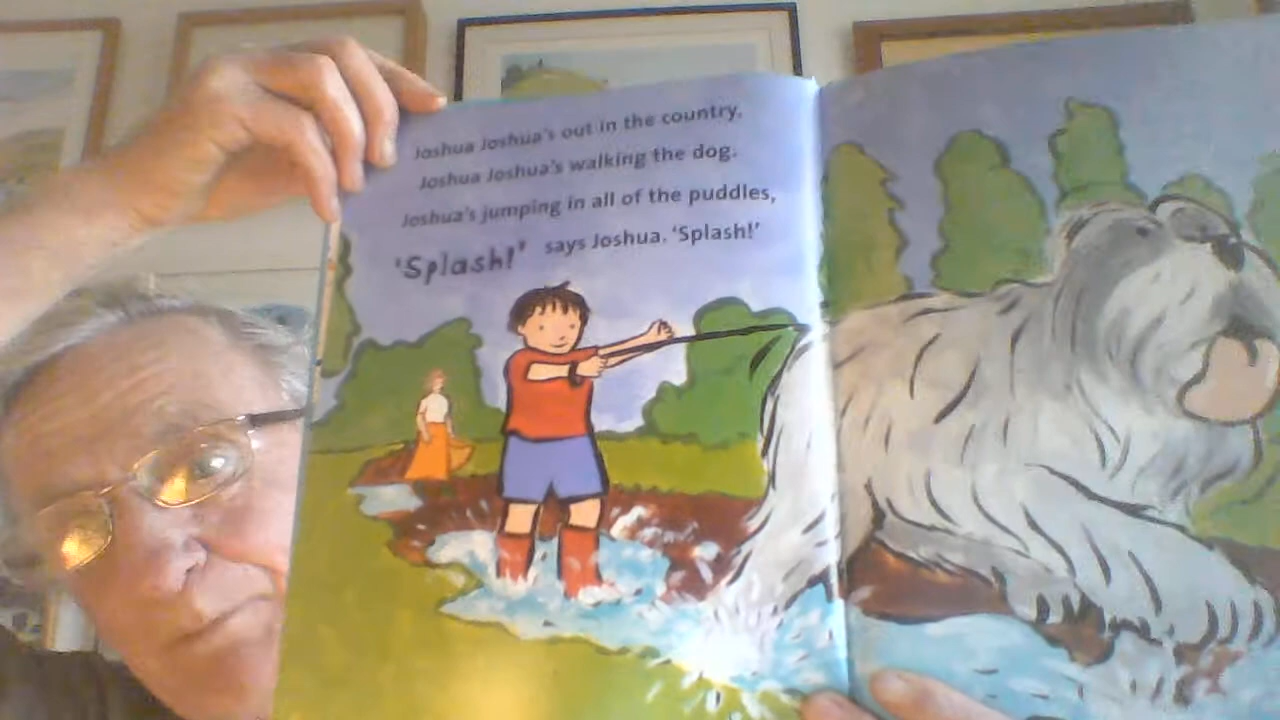 Joshua Joshua's out in the country,
Joshua Joshua's walking the dog.
Joshua's jumping in all of the puddles,
'Splash!' says Joshua. 'Splash!'